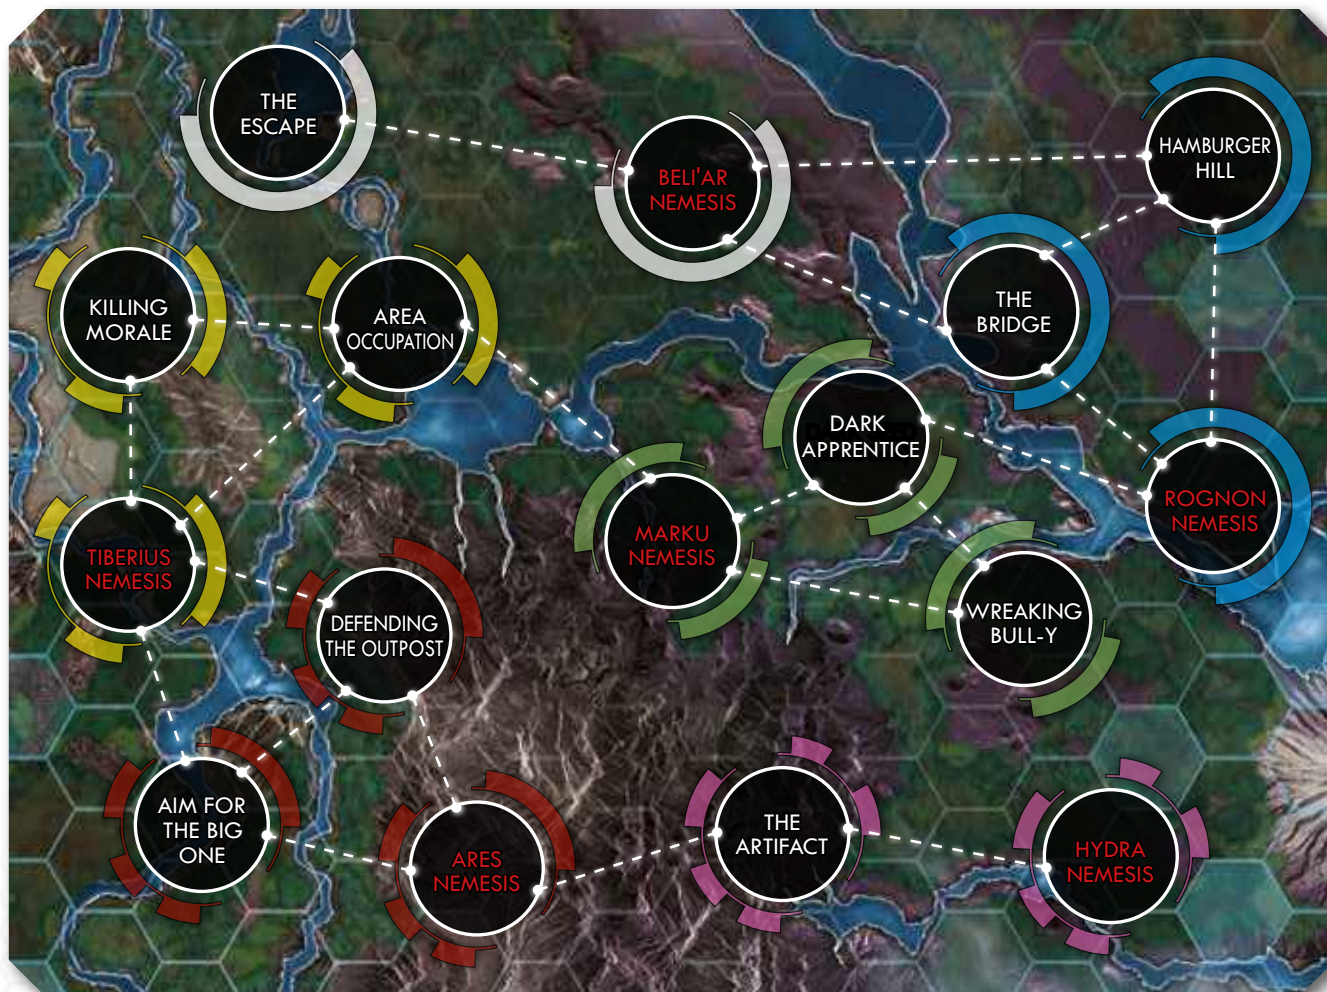 THE
ESCAPE
BELI'AR
NEMESIS
HAMBURGER
HILL
KILLING
MORALE
AREA
OCCUPATION
THE
BRIDGE
DARK
APPRENTICE
TIBERIUS
NEMESIS
MARKU
NEMESIS
ROGNON
NEMESIS
DEFENDING
THE OUTPOST
WREAKING
BULL-Y
AIM FOR
THE BIG
ONE
ARES
NEMESIS
THE
ARTIFACT
HYDRA
NEMESIS